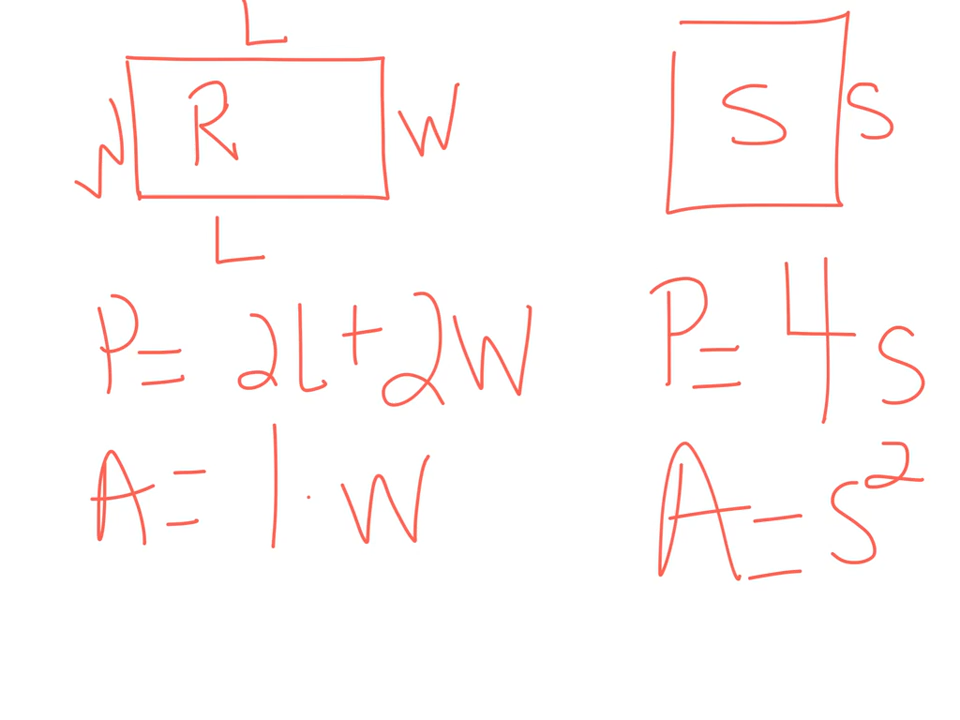 L
R
W
W
L
P = 2l + 2W
A = l · W
S
s
P = 4s
A = s²